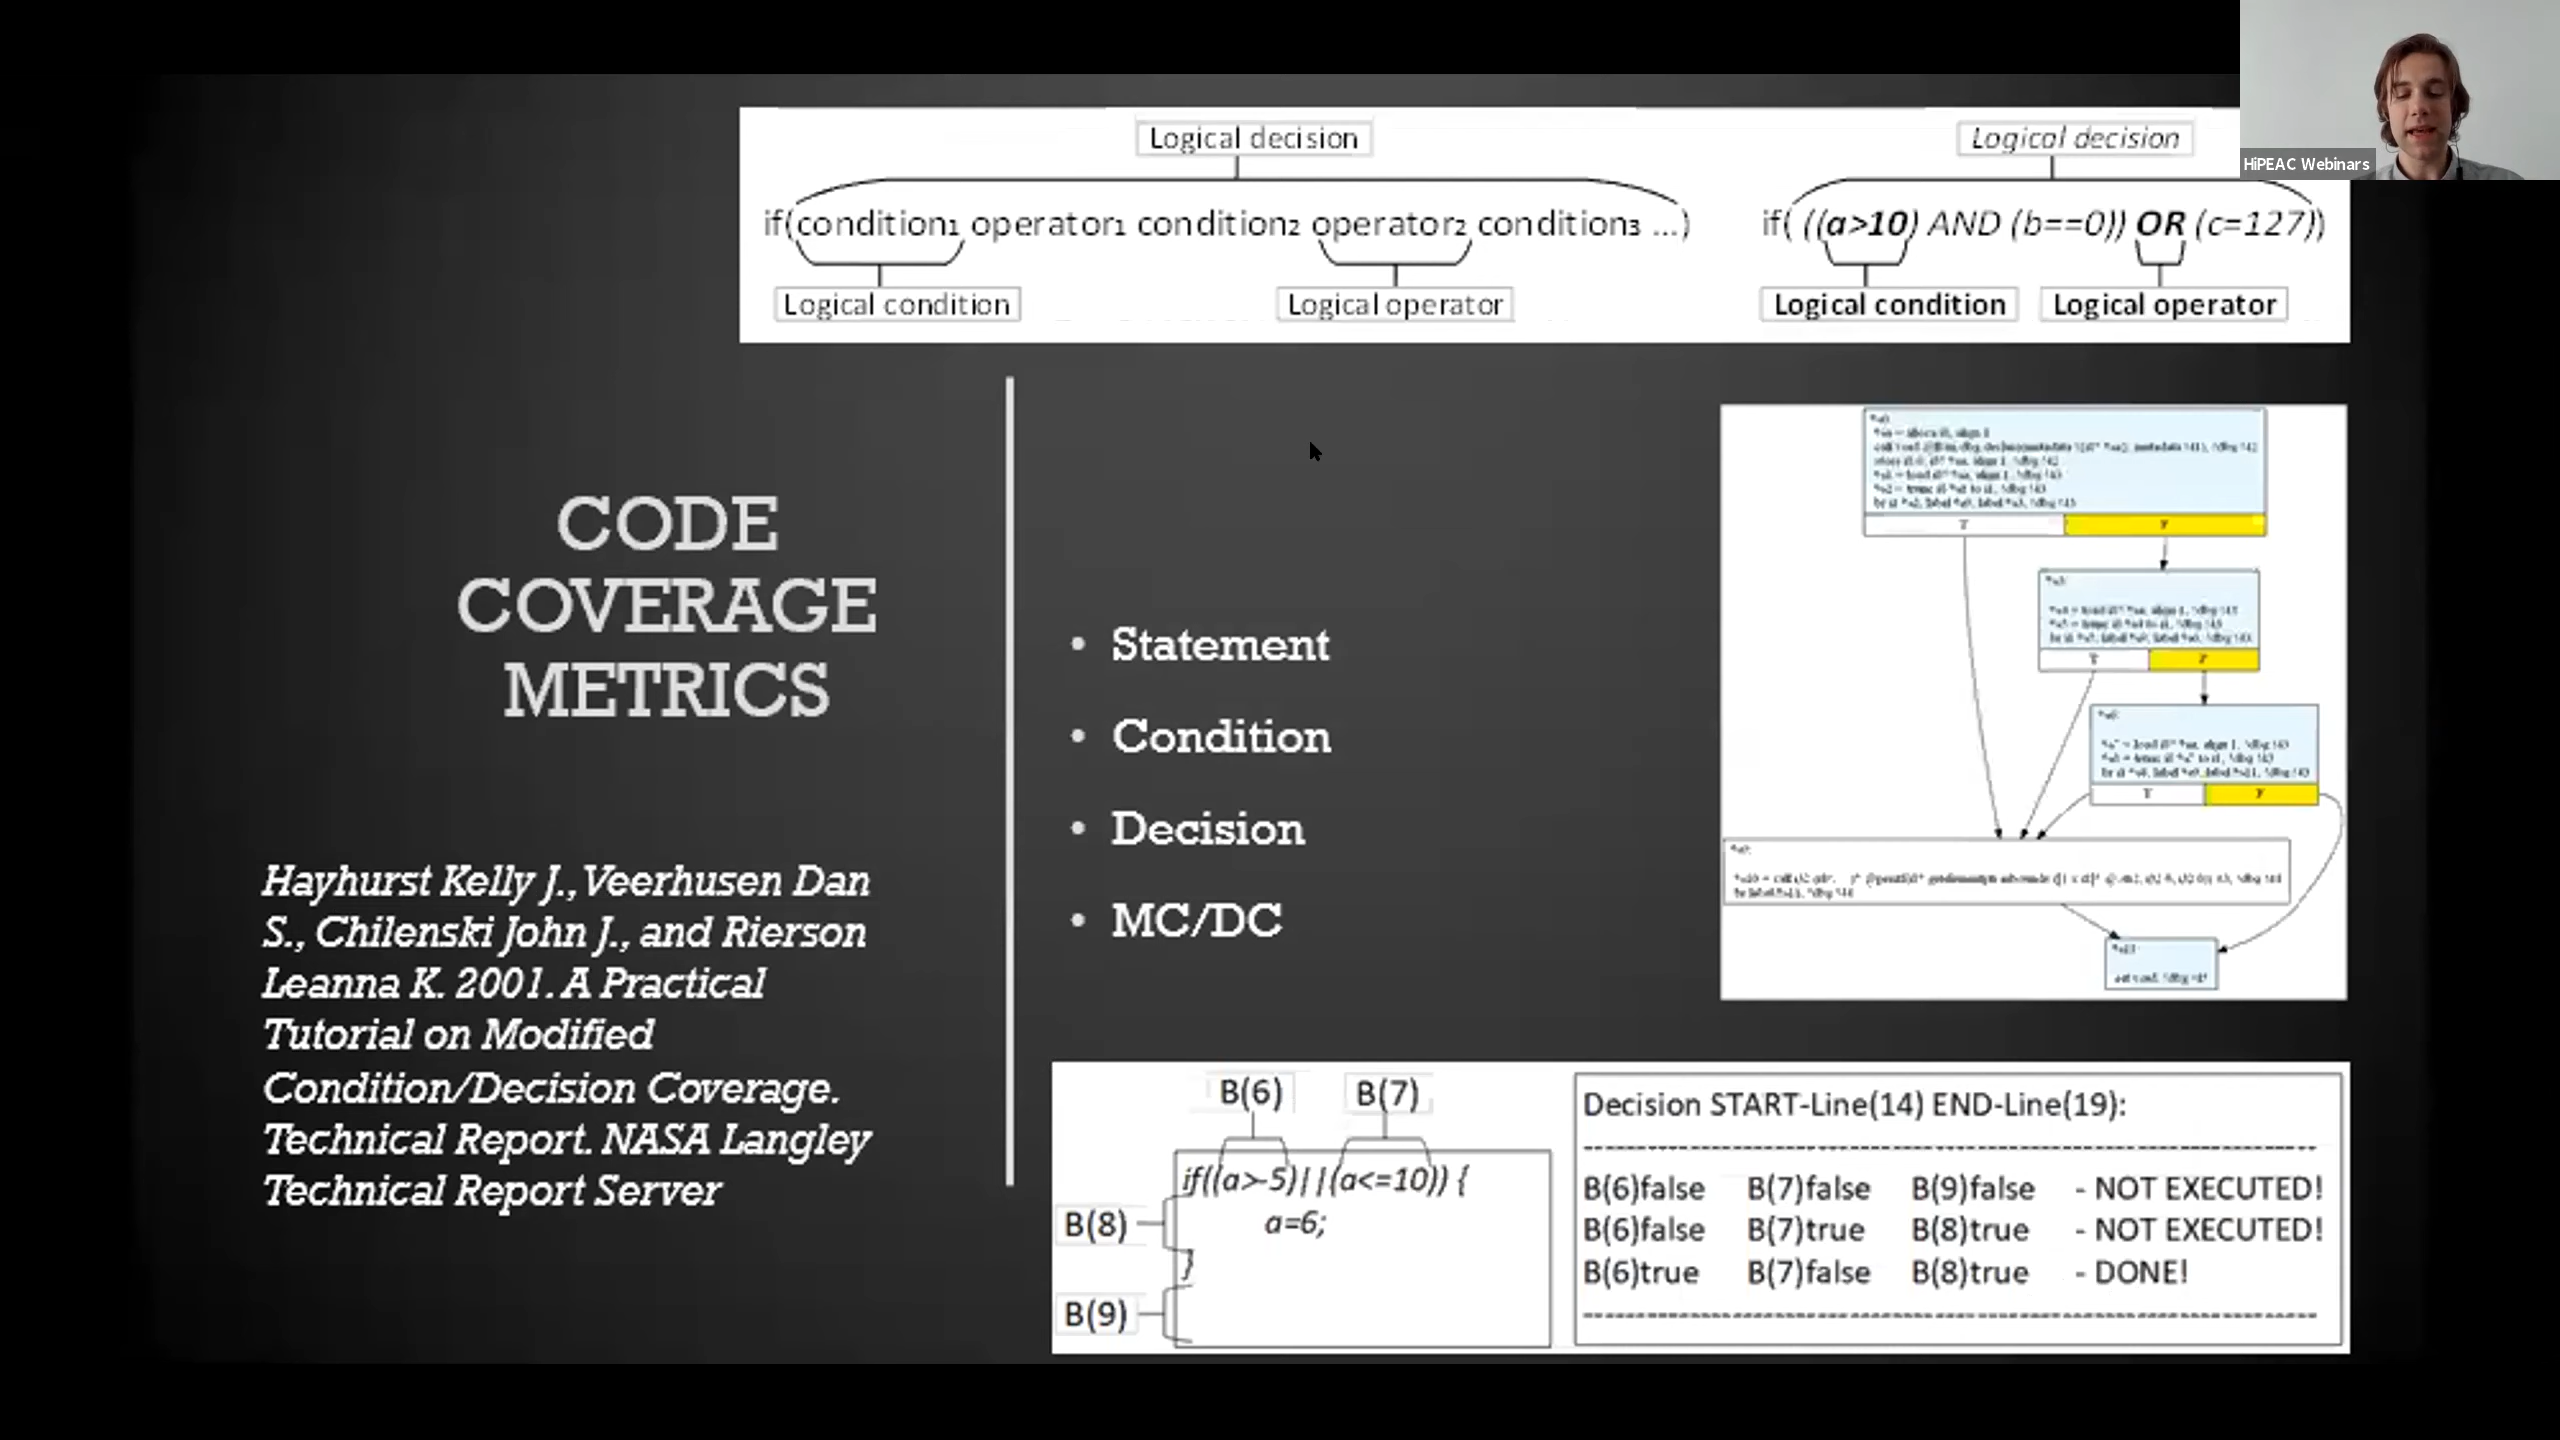 HiPEAC Webinars
Logical decision
Logical decision
if(condition₁ operator₁ condition₂ operator₂ condition₃ ...)
if( ((a>10) AND (b==0)) OR (c=127))
Logical condition
Logical operator
Logical condition
Logical operator
CODE
COVERAGE
METRICS
Hayhurst Kelly J., Veerhusen Dan
S., Chilenski John J., and Rierson
Leanna K. 2001. A Practical
Tutorial on Modified
Condition/Decision Coverage.
Technical Report. NASA Langley
Technical Report Server
• Statement
• Condition
• Decision
• MC/DC
T F
T F
T F
B(6) B(7)
if((a>-5)||(a<=10)) {
B(8)
a=6;
}
B(9)
Decision START-Line(14) END-Line(19):
B(6)false B(7)false B(9)false - NOT EXECUTED!
B(6)false B(7)true B(8)true - NOT EXECUTED!
B(6)true B(7)false B(8)true - DONE!